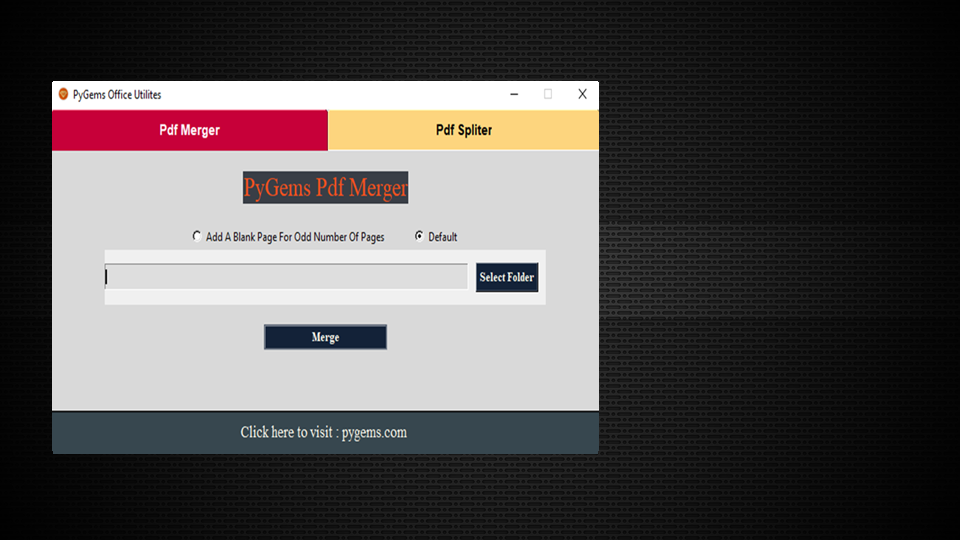 PyGems Office Utilites
Pdf Merger
Pdf Spliter
PyGems Pdf Merger
Add A Blank Page For Odd Number Of Pages
Default
Select Folder
Merge
Click here to visit : pygems.com